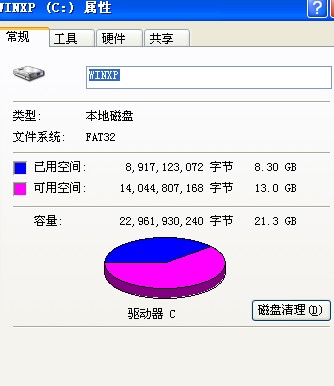 WINXP (C:) 属性
?
常规 工具 硬件 共享
WINXP
类型: 本地磁盘
文件系统: FAT32
已用空间: 8,917,123,072 字节 8.30 GB
可用空间: 14,044,807,168 字节 13.0 GB
容量: 22,961,930,240 字节 21.3 GB
驱动器 C
磁盘清理(D)